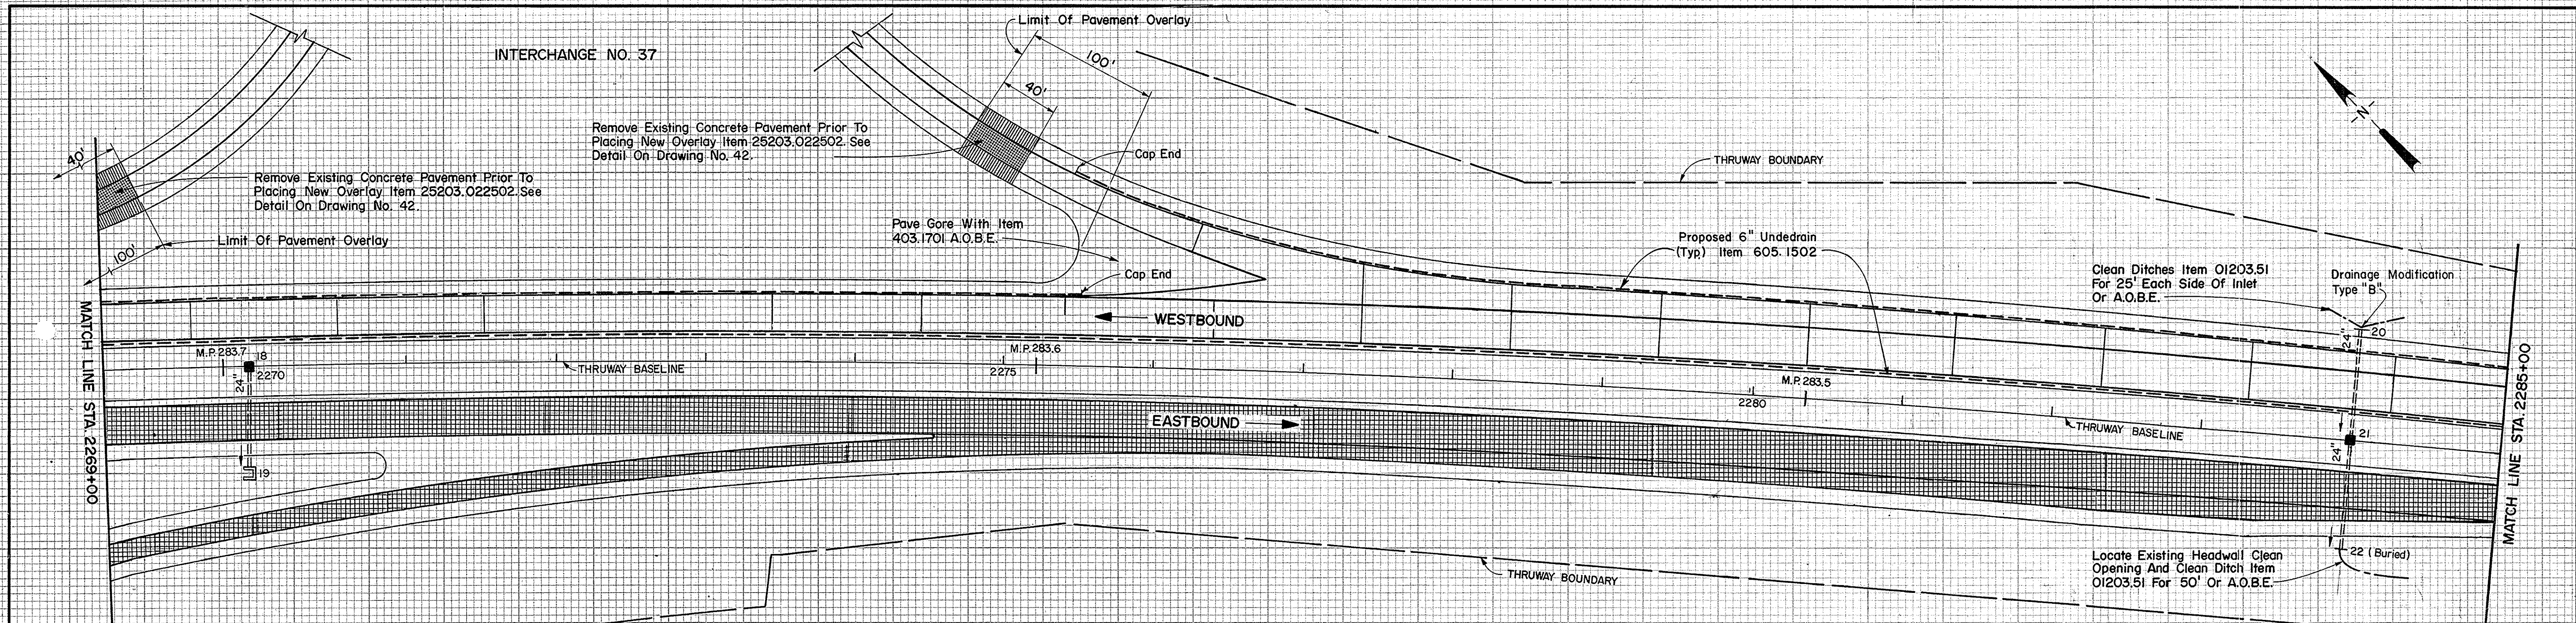 INTERCHANGE NO. 37
Limit Of Pavement Overlay
100'
40'
Remove Existing Concrete Pavement Prior To
Placing New Overlay Item 25203.022502. See
Detail On Drawing No. 42.
Cap End
40'
Remove Existing Concrete Pavement Prior To
Placing New Overlay Item 25203.022502. See
Detail On Drawing No. 42.
Limit Of Pavement Overlay
100'
Pave Gore With Item
403.1701 A.O.B.E.
Cap End
THRUWAY BOUNDARY
N
Proposed 6" Undedrain
(Typ.) Item 605.1502
Clean Ditches Item 01203.51
For 25' Each Side Of Inlet
Or A.O.B.E.
Drainage Modification
Type "B"
MATCH LINE STA. 2269+00
WESTBOUND
20
24"
M.P. 283.7
18
2270
24"
THRUWAY BASELINE
M.P. 283.6
2275
M.P. 283.5
2280
EASTBOUND
THRUWAY BASELINE
21
24"
19
MATCH LINE STA. 2285+00
22 (Buried)
THRUWAY BOUNDARY
Locate Existing Headwall Clean
Opening And Clean Ditch Item
01203.51 For 50' Or A.O.B.E.